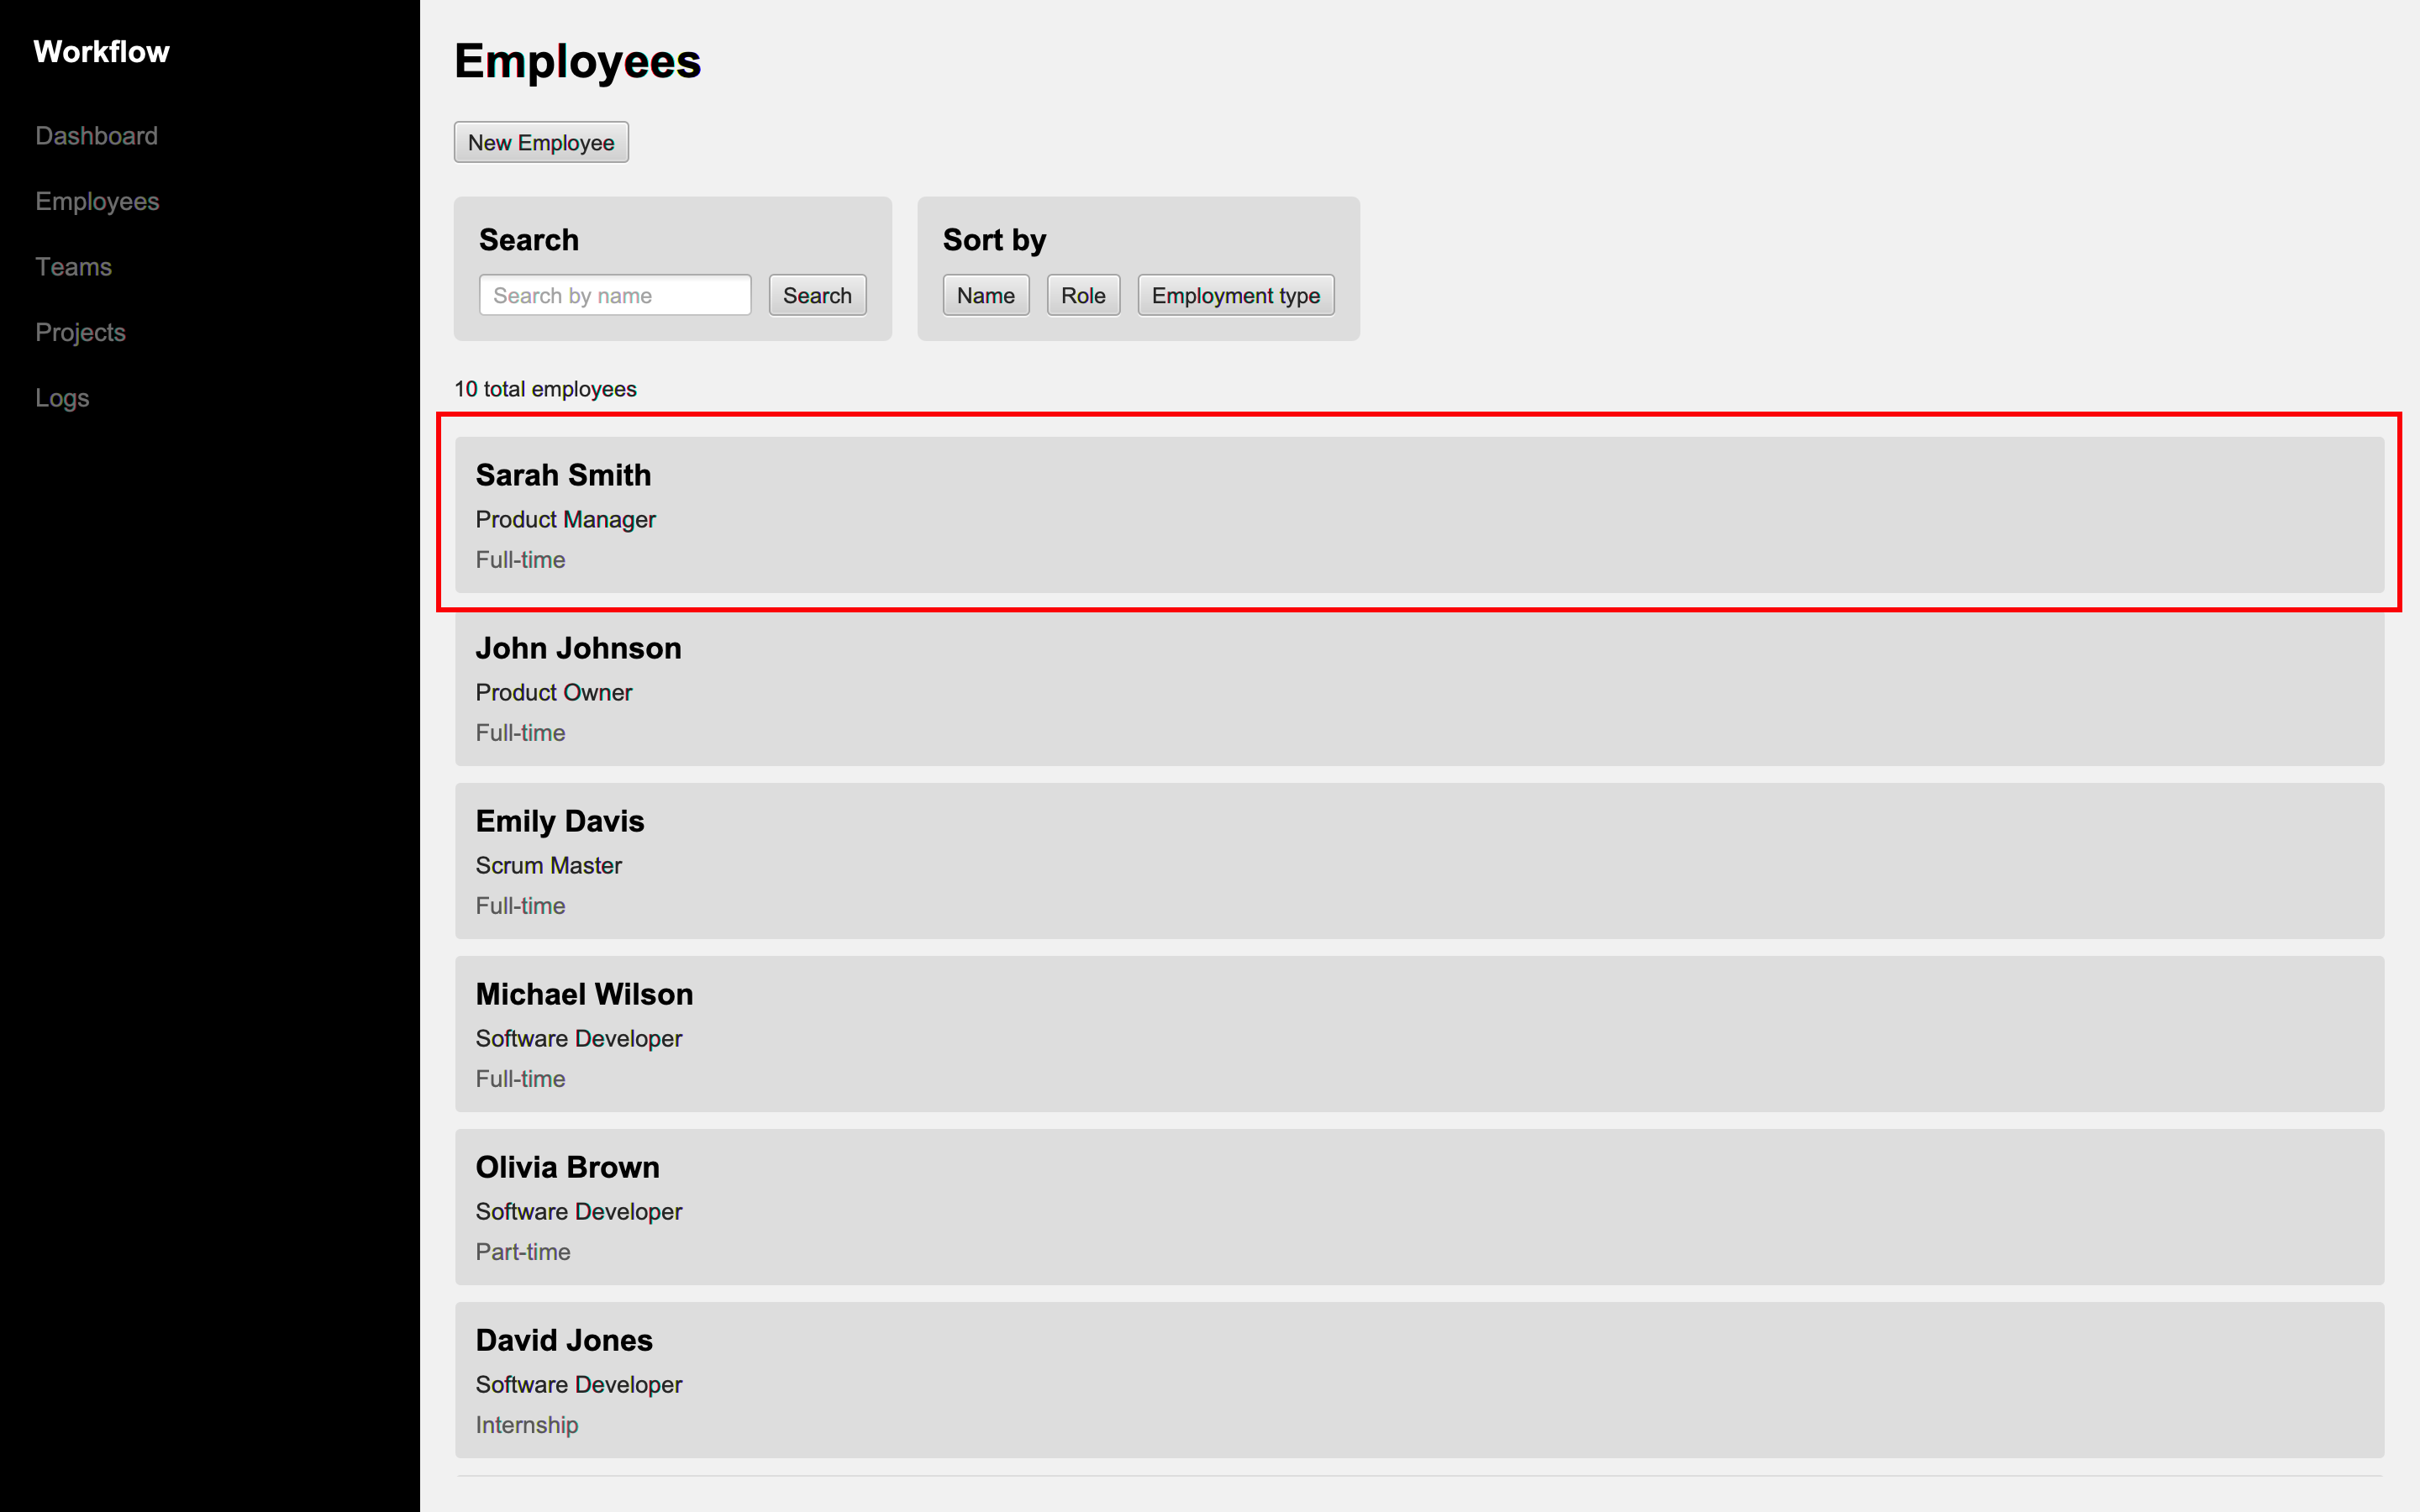 Workflow
Dashboard
Employees
Teams
Projects
Logs
Employees
New Employee
Search
Search by name
Search
Sort by
Name
Role
Employment type
10 total employees
Sarah Smith
Product Manager
Full-time
John Johnson
Product Owner
Full-time
Emily Davis
Scrum Master
Full-time
Michael Wilson
Software Developer
Full-time
Olivia Brown
Software Developer
Part-time
David Jones
Software Developer
Internship